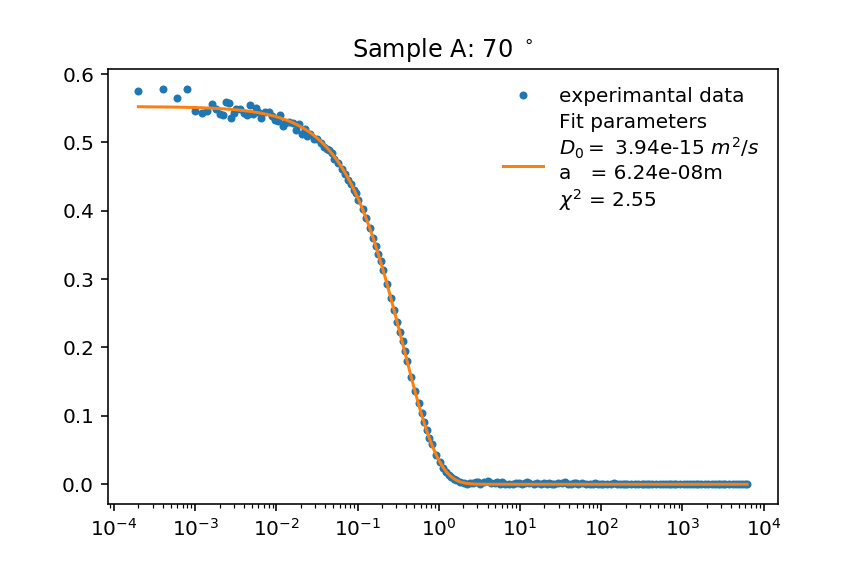 Sample A: 70 °
experimantal data
Fit parameters
D₀ = 3.94e-15 m²/s
a = 6.24e-08m
χ² = 2.55
0.6
0.5
0.4
0.3
0.2
0.1
0.0
10⁻⁴ 10⁻³ 10⁻² 10⁻¹ 10⁰ 10¹ 10² 10³ 10⁴